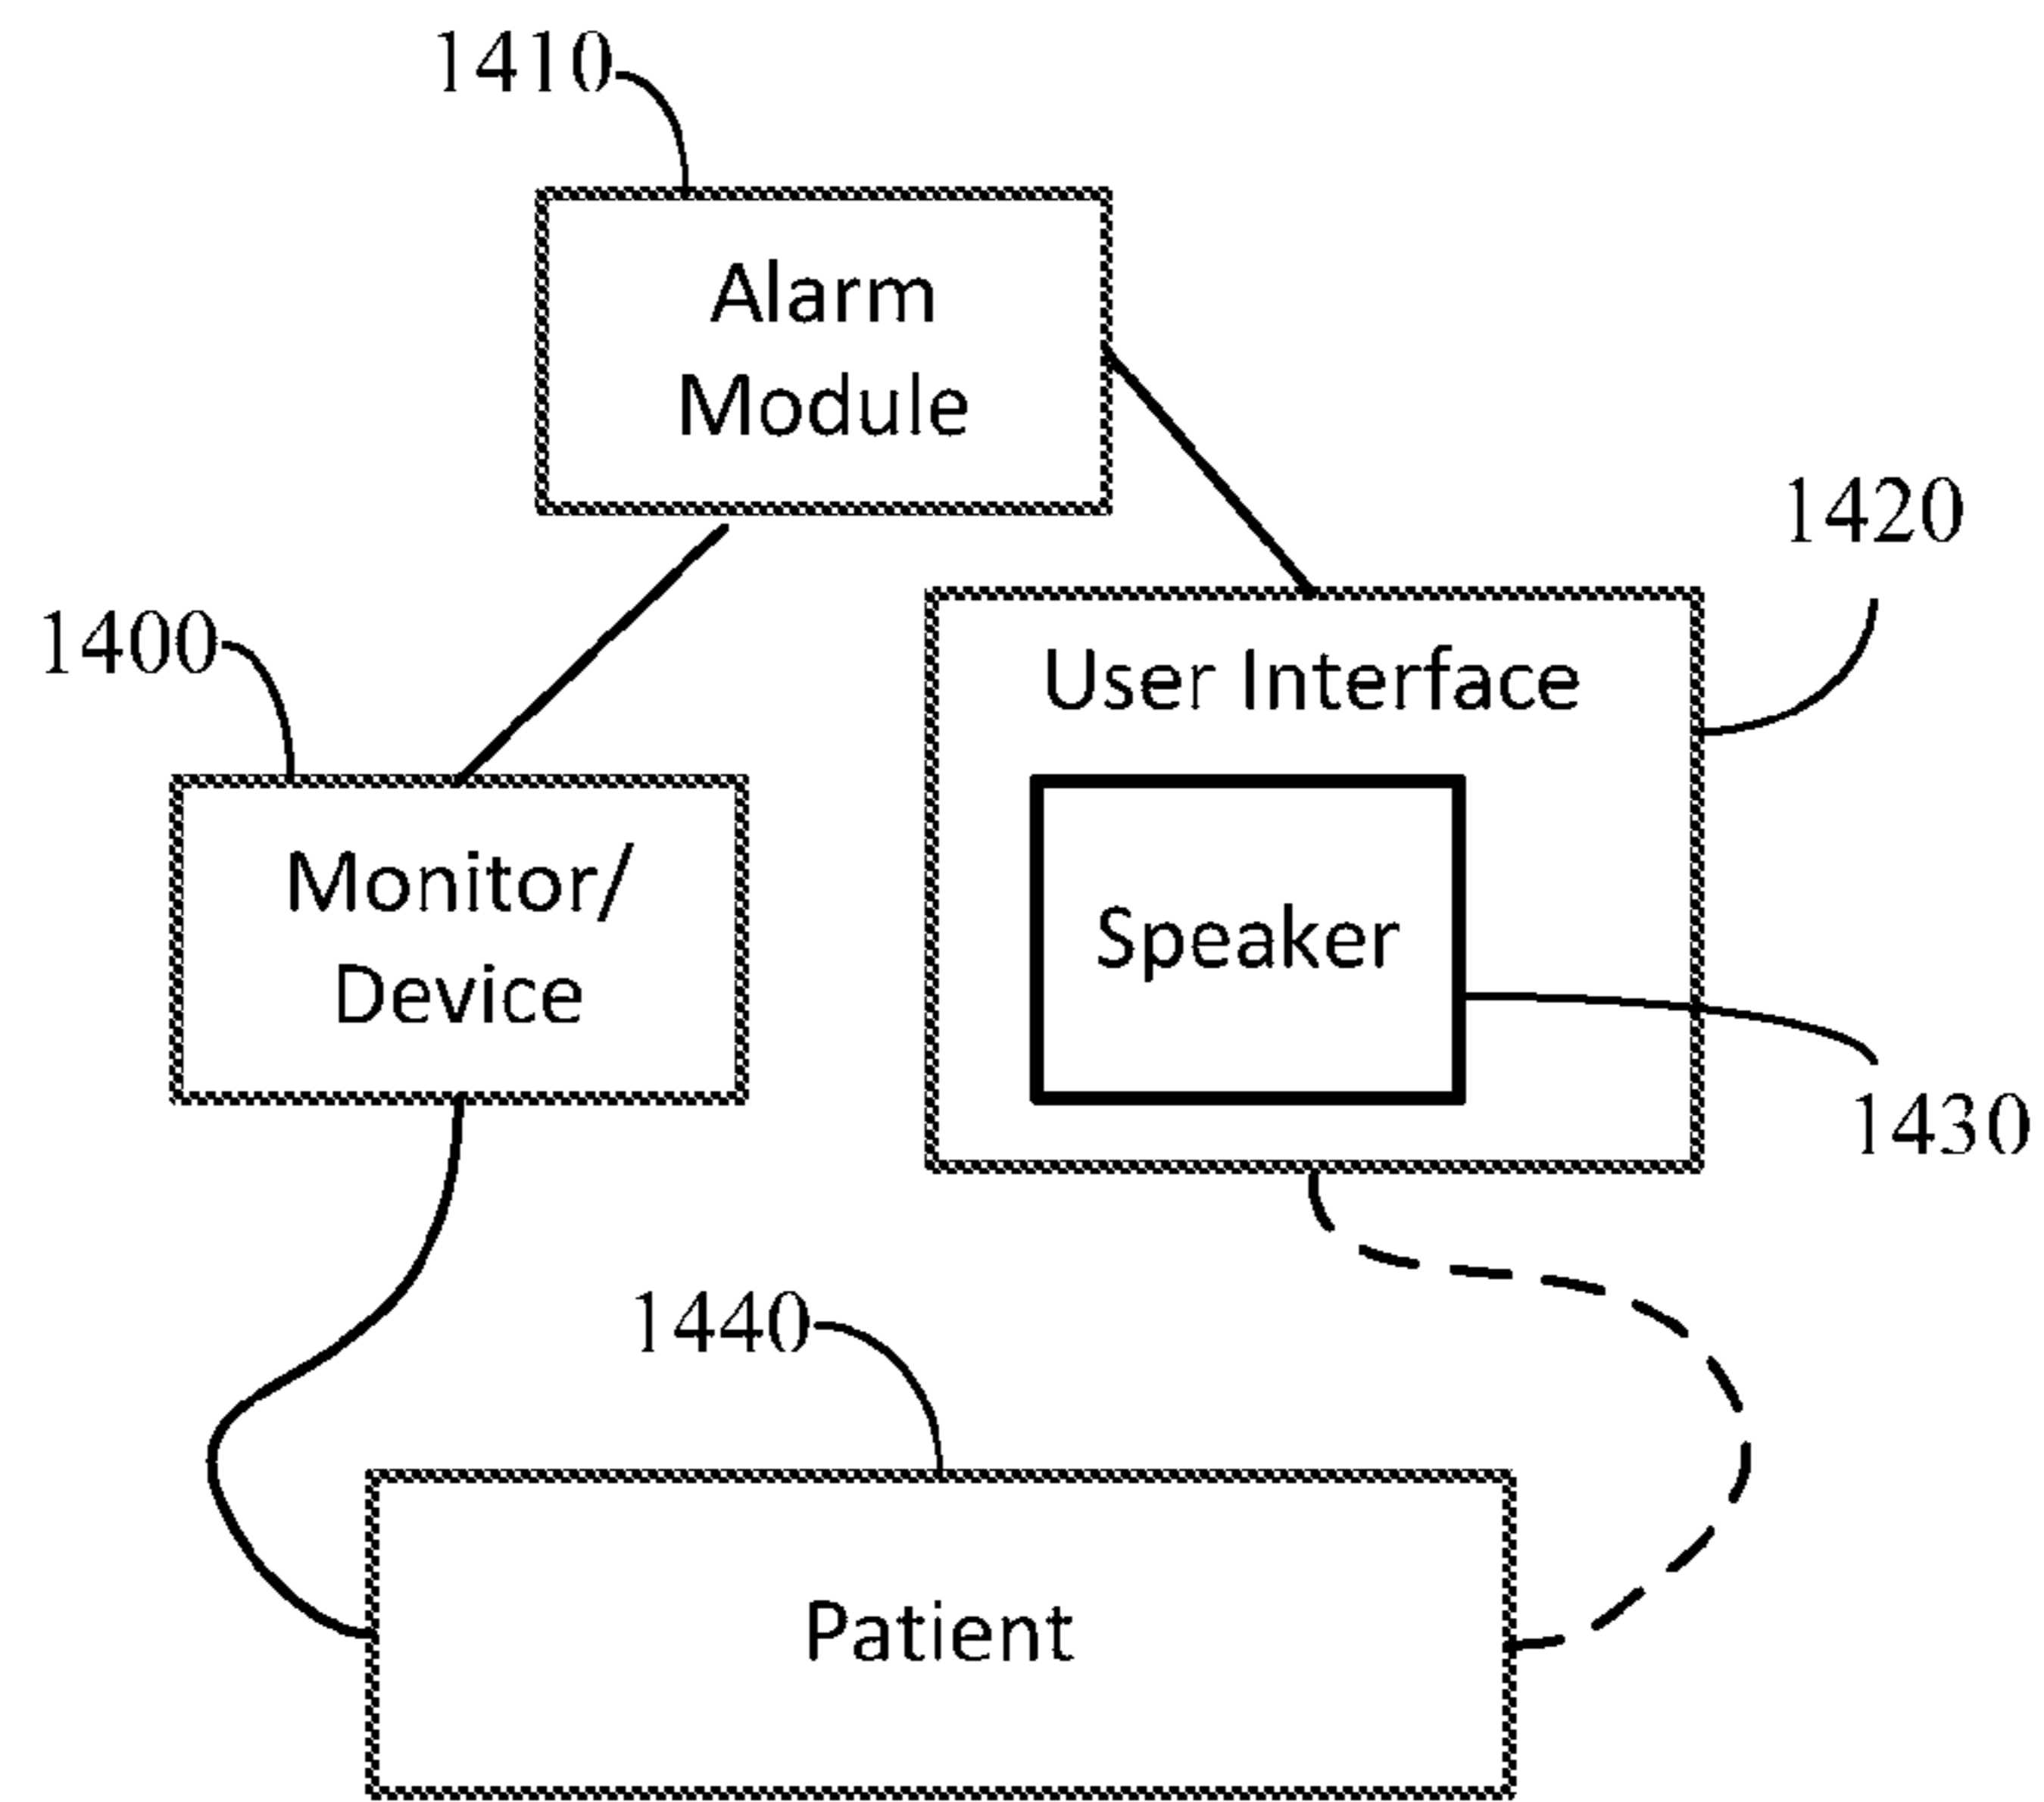 1410
Alarm
Module
1420
1400
User Interface
Monitor/
Device
Speaker
1430
1440
Patient